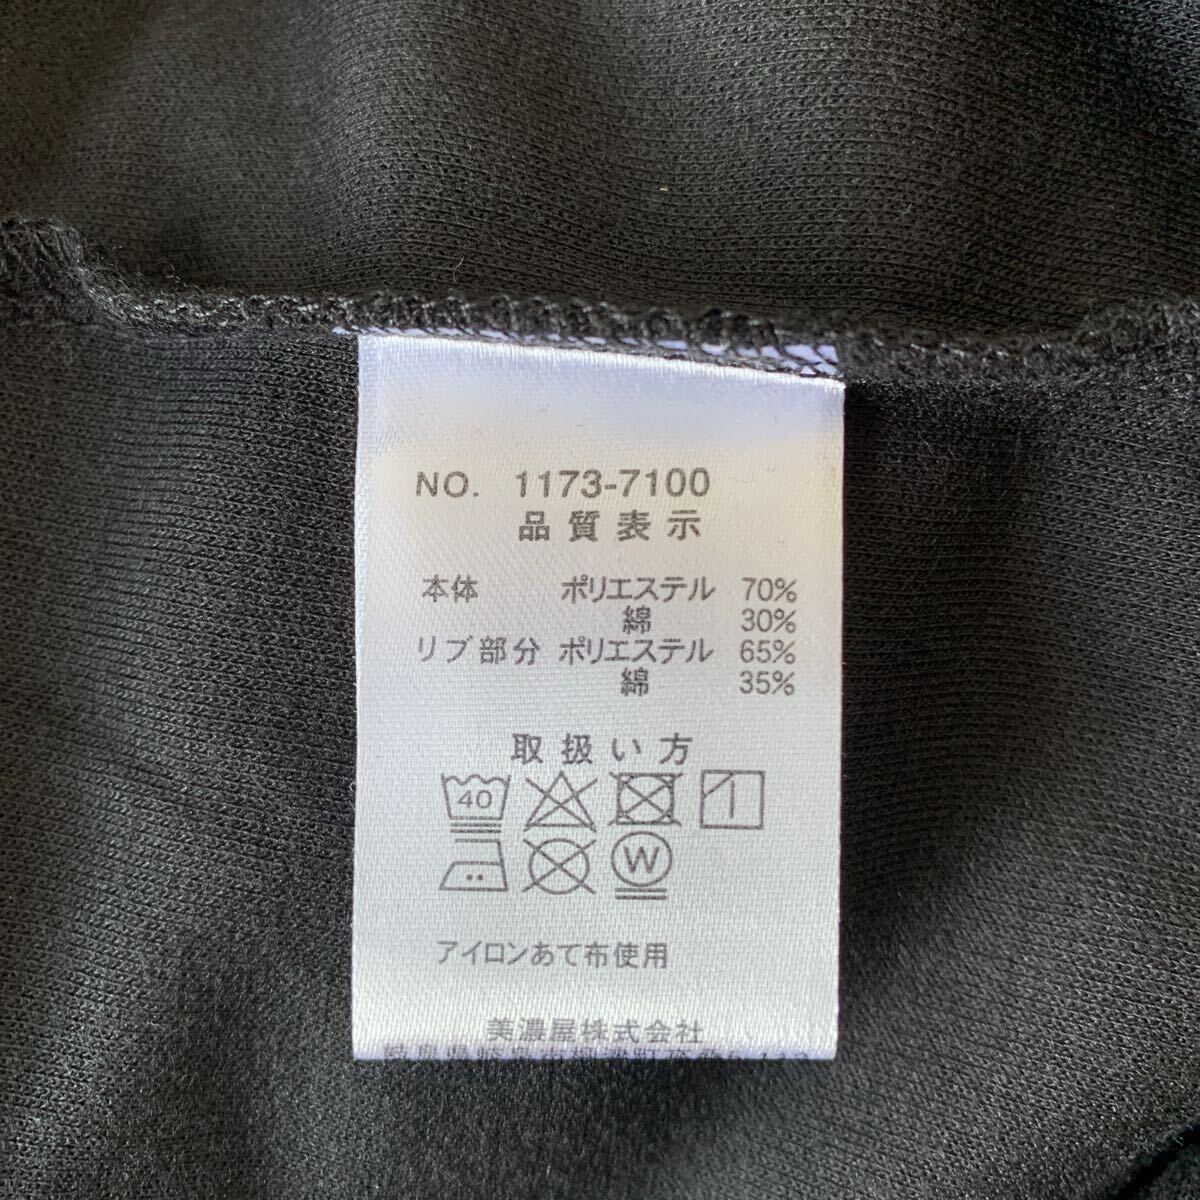 NO. 1173-7100
品質表示
本体 ポリエステル 70%
綿 30%
リブ部分 ポリエステル 65%
綿 35%
取扱い方
40
W
アイロンあて布使用
美濃屋株式会社